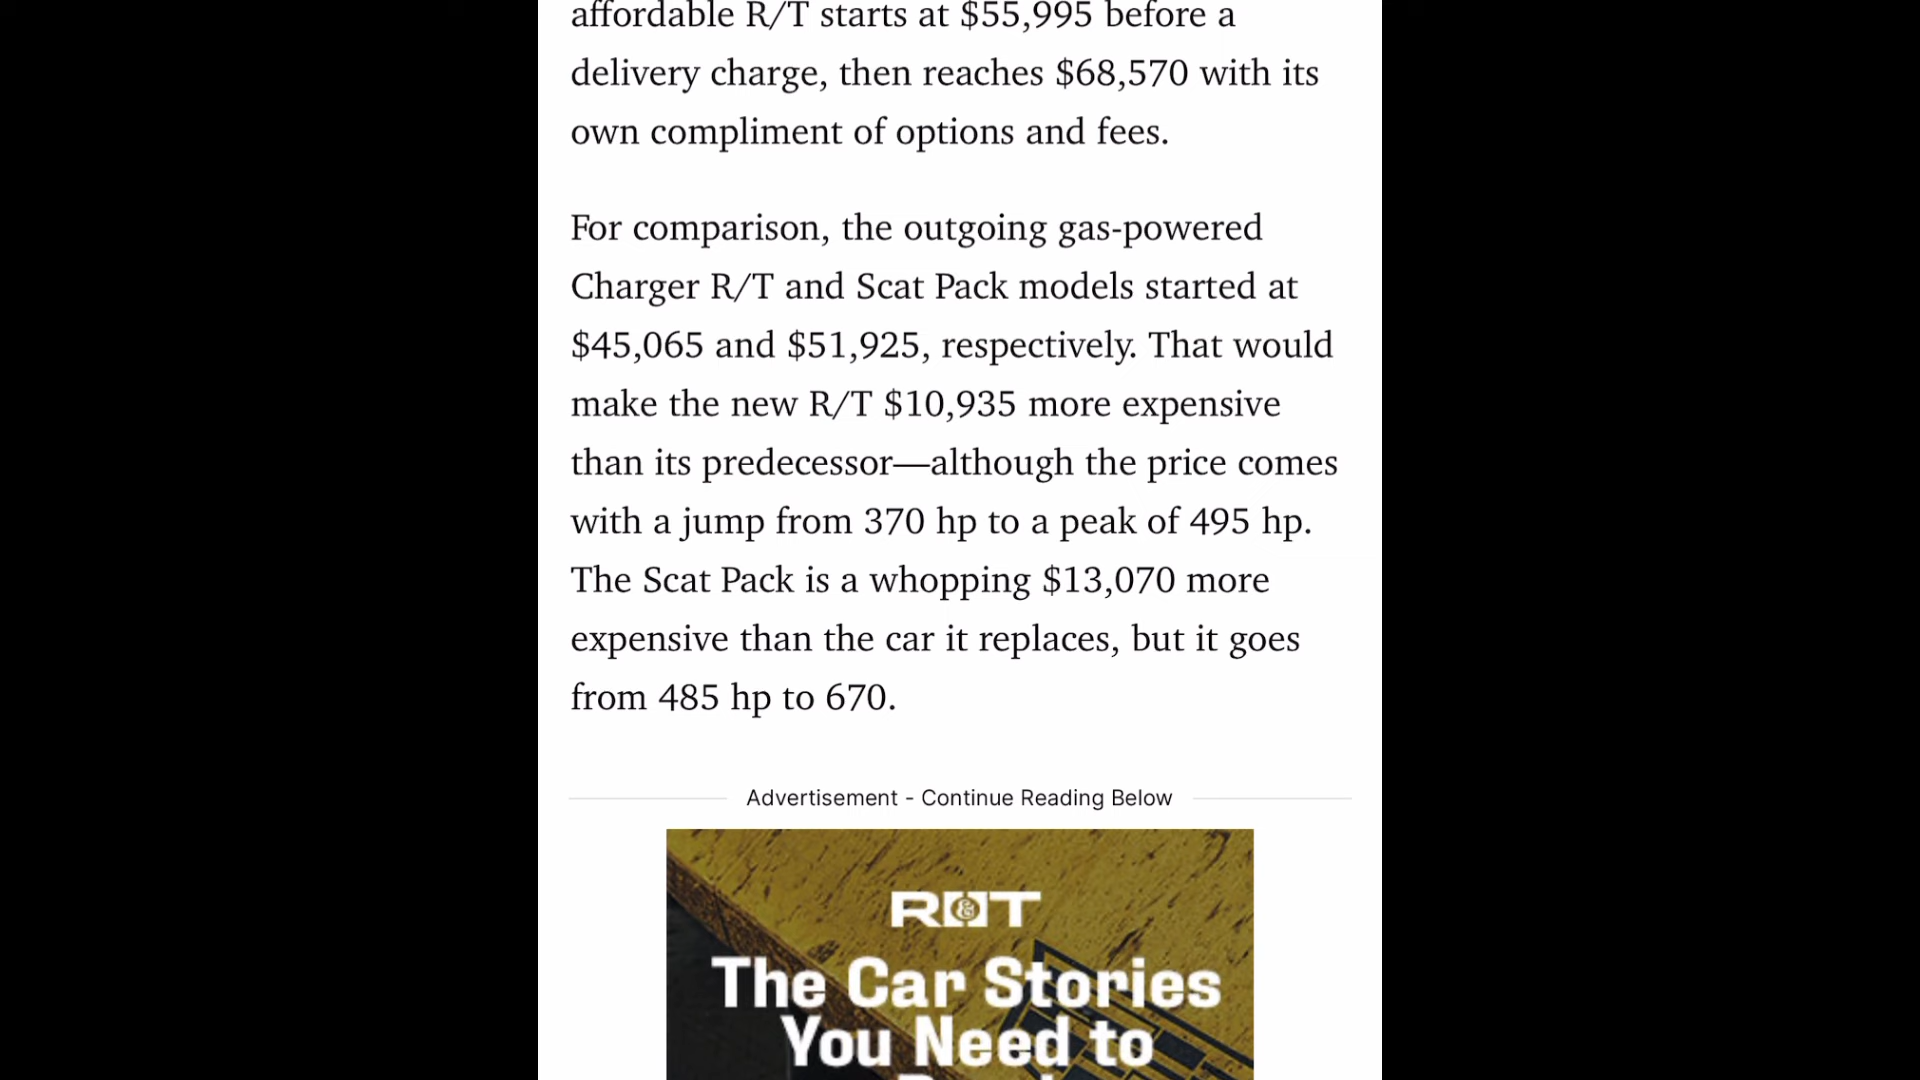 affordable R/T starts at $55,995 before a
delivery charge, then reaches $68,570 with its
own compliment of options and fees.
For comparison, the outgoing gas-powered
Charger R/T and Scat Pack models started at
$45,065 and $51,925, respectively. That would
make the new R/T $10,935 more expensive
than its predecessor—although the price comes
with a jump from 370 hp to a peak of 495 hp.
The Scat Pack is a whopping $13,070 more
expensive than the car it replaces, but it goes
from 485 hp to 670.
Advertisement - Continue Reading Below
R&T
The Car Stories
You Need to